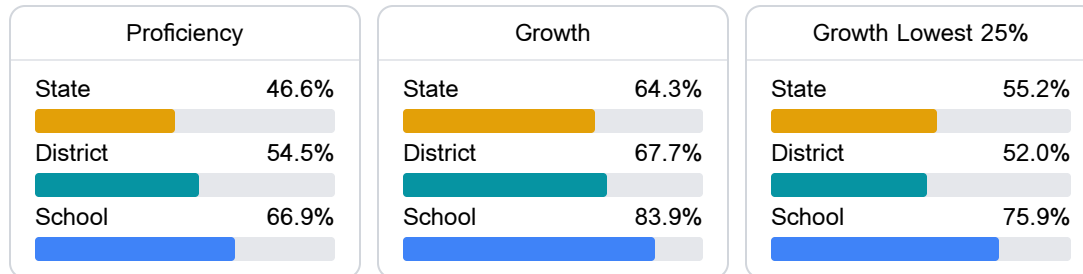 Proficiency
State 46.6%
District 54.5%
School 66.9%
Growth
State 64.3%
District 67.7%
School 83.9%
Growth Lowest 25%
State 55.2%
District 52.0%
School 75.9%